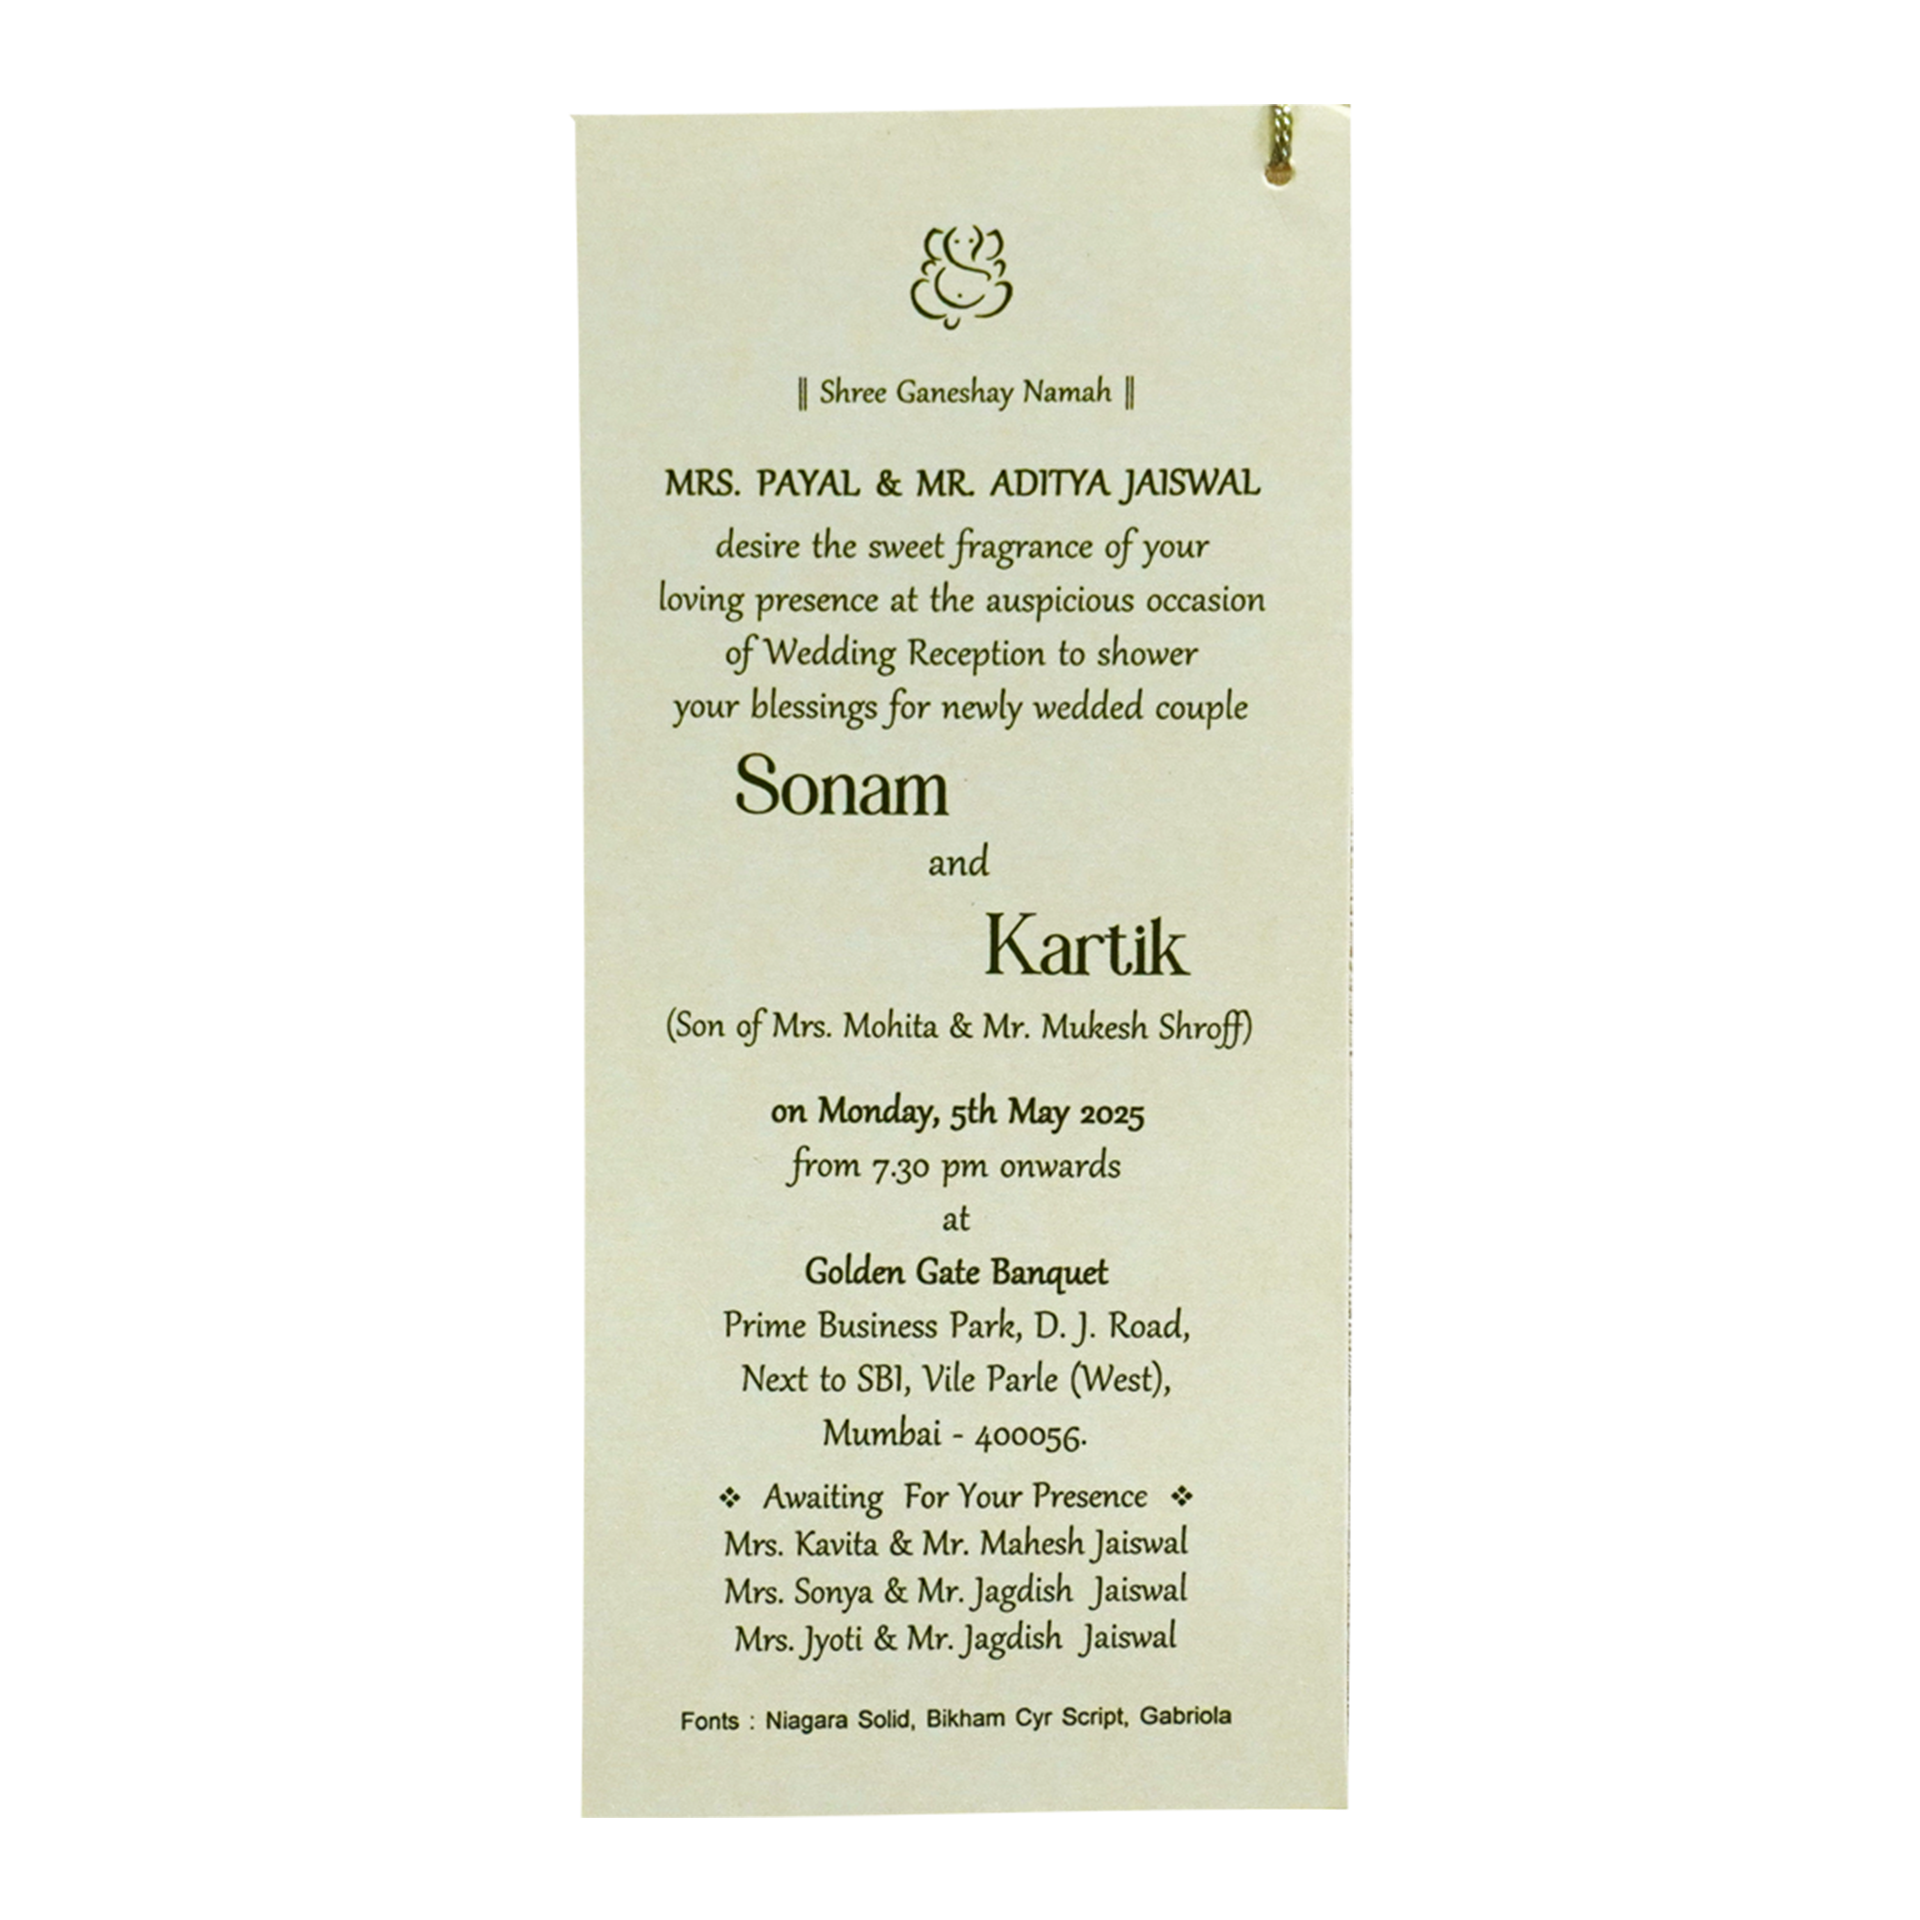 ‖ Shree Ganeshay Namah ‖
MRS. PAYAL & MR. ADITYA JAISWAL
desire the sweet fragrance of your
loving presence at the auspicious occasion
of Wedding Reception to shower
your blessings for newly wedded couple
Sonam
and
Kartik
(Son of Mrs. Mohita & Mr. Mukesh Shroff)
on Monday, 5th May 2025
from 7.30 pm onwards
at
Golden Gate Banquet
Prime Business Park, D. J. Road,
Next to SBI, Vile Parle (West),
Mumbai - 400056.
❖ Awaiting For Your Presence ❖
Mrs. Kavita & Mr. Mahesh Jaiswal
Mrs. Sonya & Mr. Jagdish Jaiswal
Mrs. Jyoti & Mr. Jagdish Jaiswal
Fonts : Niagara Solid, Bikham Cyr Script, Gabriola